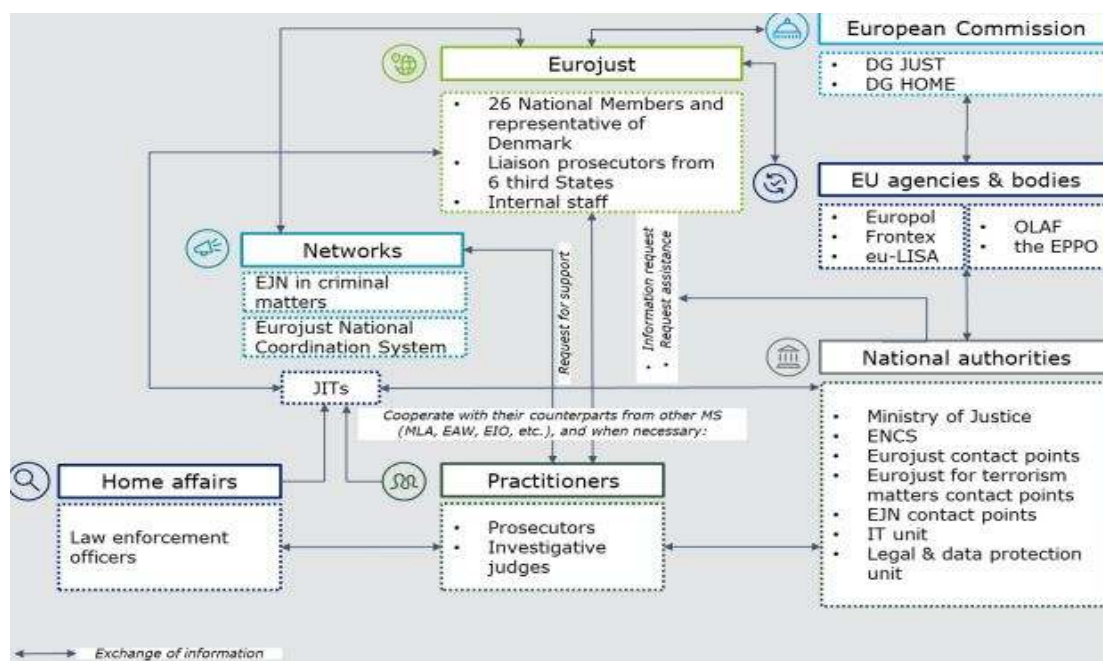 European Commission
• DG JUST
• DG HOME
Eurojust
• 26 National Members and
representative of
Denmark
• Liaison prosecutors from
6 third States
• Internal staff
EU agencies & bodies
• Europol
• Frontex
• eu-LISA
• OLAF
• the EPPO
Networks
EJN in criminal
matters
Eurojust National
Coordination System
Request for support
• Information request
• Request assistance
National authorities
• Ministry of Justice
• ENCS
• Eurojust contact points
• Eurojust for terrorism
matters contact points
• EJN contact points
• IT unit
• Legal & data protection
unit
JITs
Cooperate with their counterparts from other MS
(MLA, EAW, EIO, etc.), and when necessary:
Home affairs
Law enforcement
officers
Practitioners
• Prosecutors
• Investigative
judges
Exchange of information